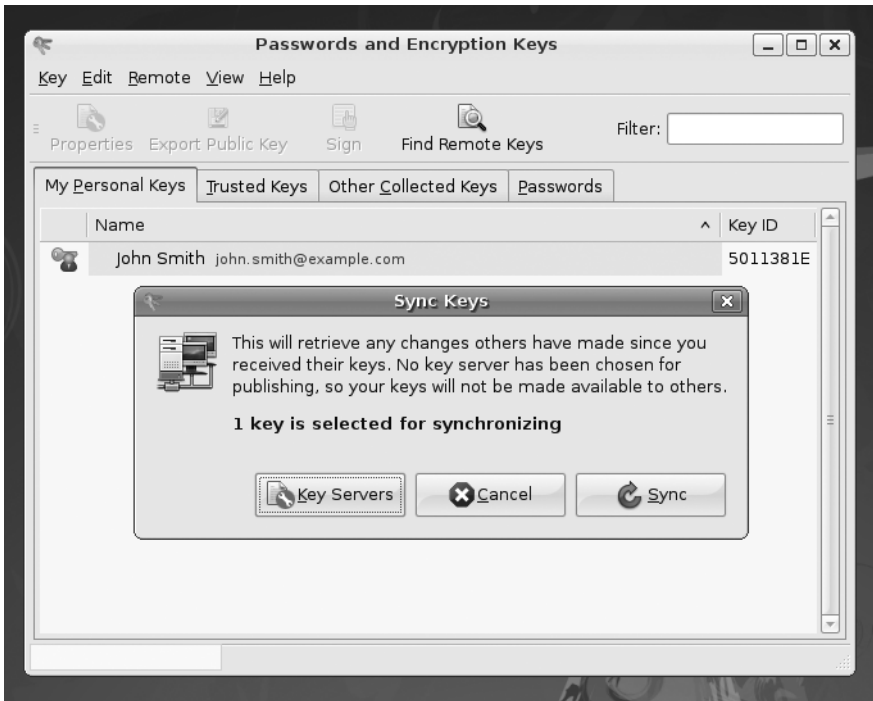 Passwords and Encryption Keys
Key Edit Remote View Help
Properties Export Public Key Sign Find Remote Keys Filter:
My Personal Keys Trusted Keys Other Collected Keys Passwords
Name Key ID
John Smith john.smith@example.com 5011381E
Sync Keys
This will retrieve any changes others have made since you
received their keys. No key server has been chosen for
publishing, so your keys will not be made available to others.
1 key is selected for synchronizing
Key Servers Cancel Sync